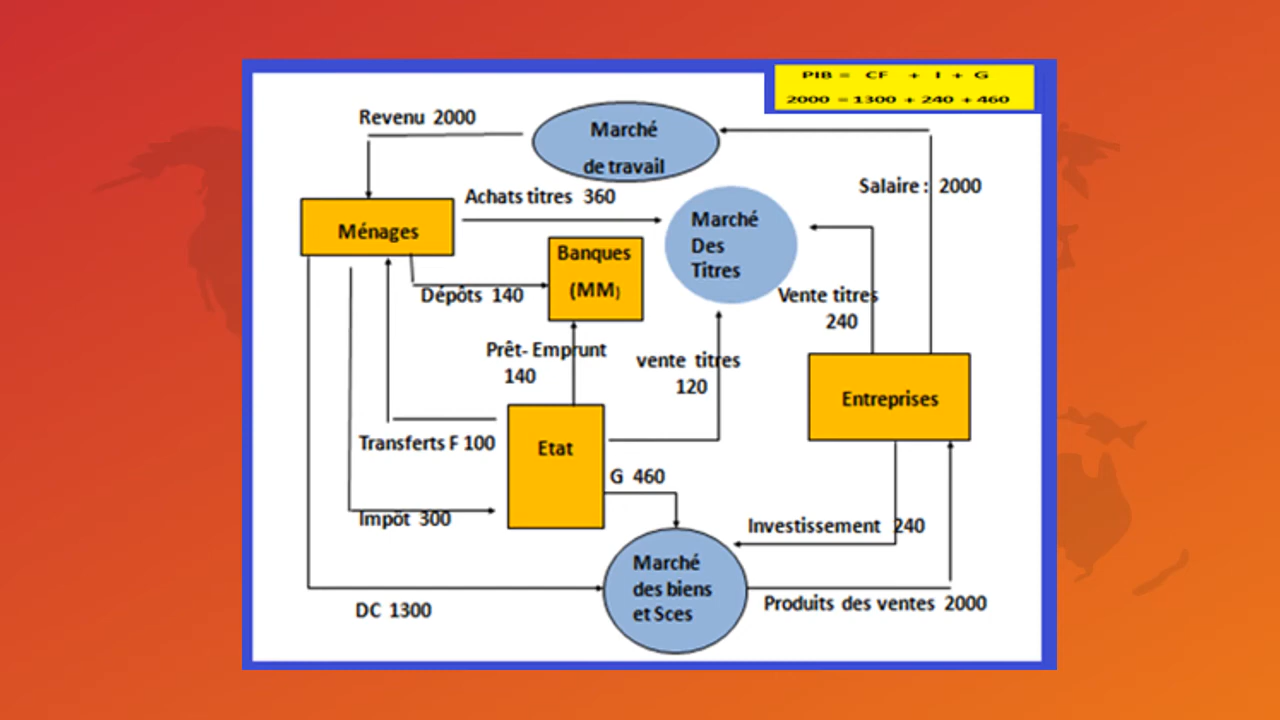 PIB = CF + I + G
2000 = 1300 + 240 + 460
Revenu 2000
Marché
de travail
Salaire : 2000
Achats titres 360
Ménages
Marché
Des
Titres
Banques
(MM)
Dépôts 140
Vente titres
240
Prêt- Emprunt
140
vente titres
120
Entreprises
Transferts F 100
Etat
G 460
Impôt 300
Investissement 240
Marché
des biens
et Sces
DC 1300
Produits des ventes 2000